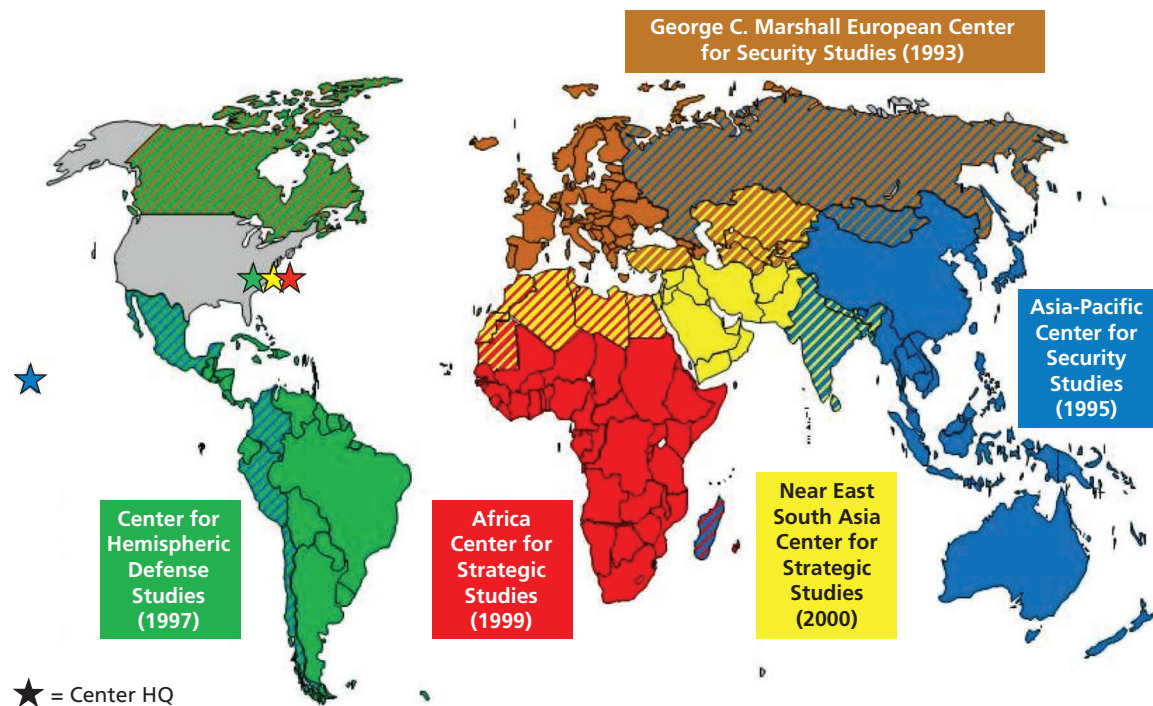 George C. Marshall European Center
for Security Studies (1993)
Asia-Pacific
Center for
Security
Studies
(1995)
Center for
Hemispheric
Defense
Studies
(1997)
Africa
Center for
Strategic
Studies
(1999)
Near East
South Asia
Center for
Strategic
Studies
(2000)
= Center HQ